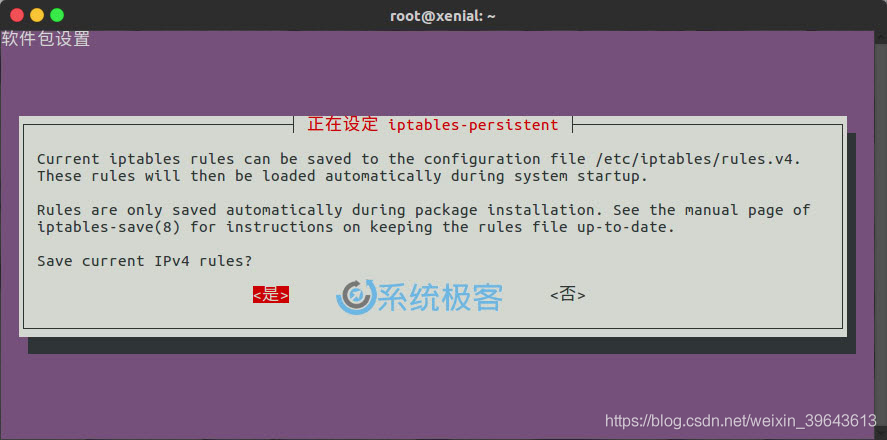 root@xenial: ~
软件包设置
正在设定 iptables-persistent
Current iptables rules can be saved to the configuration file /etc/iptables/rules.v4.
These rules will then be loaded automatically during system startup.
Rules are only saved automatically during package installation. See the manual page of
iptables-save(8) for instructions on keeping the rules file up-to-date.
Save current IPv4 rules?
<是> 系统极客 <否>
https://blog.csdn.net/weixin_39643613